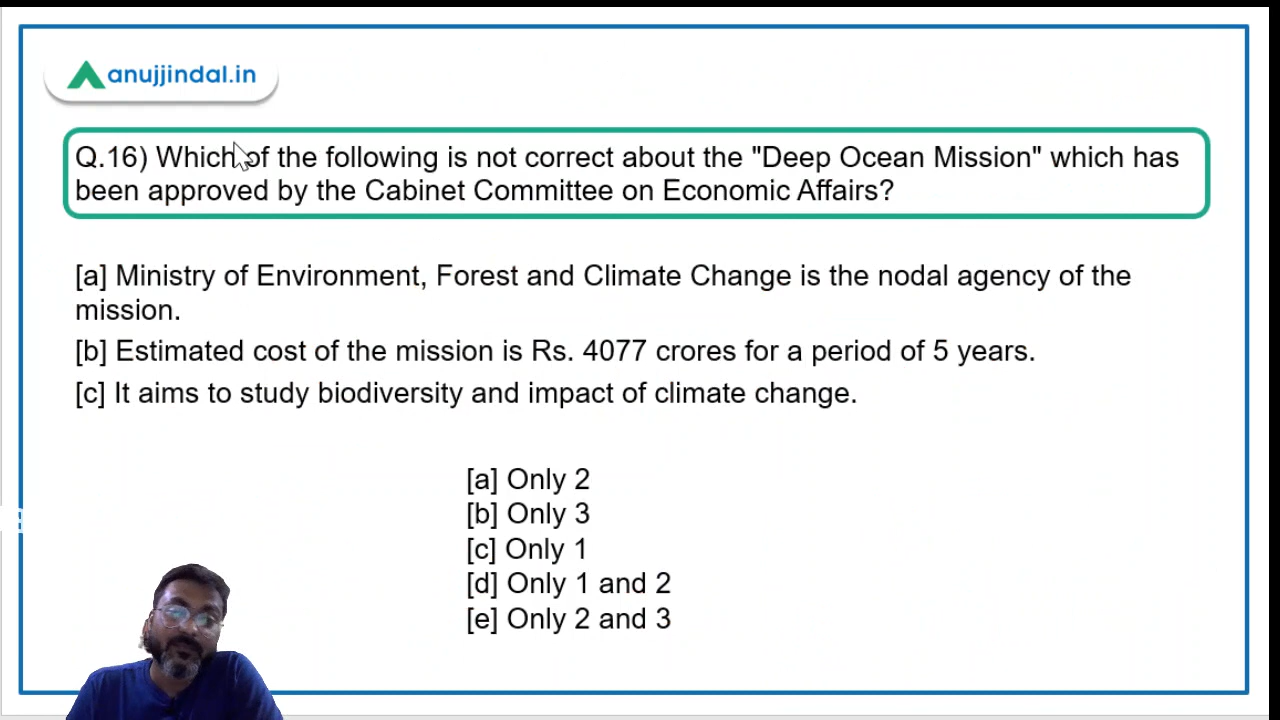 anujjindal.in
Q.16) Which of the following is not correct about the "Deep Ocean Mission" which has
been approved by the Cabinet Committee on Economic Affairs?
[a] Ministry of Environment, Forest and Climate Change is the nodal agency of the
mission.
[b] Estimated cost of the mission is Rs. 4077 crores for a period of 5 years.
[c] It aims to study biodiversity and impact of climate change.
[a] Only 2
[b] Only 3
[c] Only 1
[d] Only 1 and 2
[e] Only 2 and 3